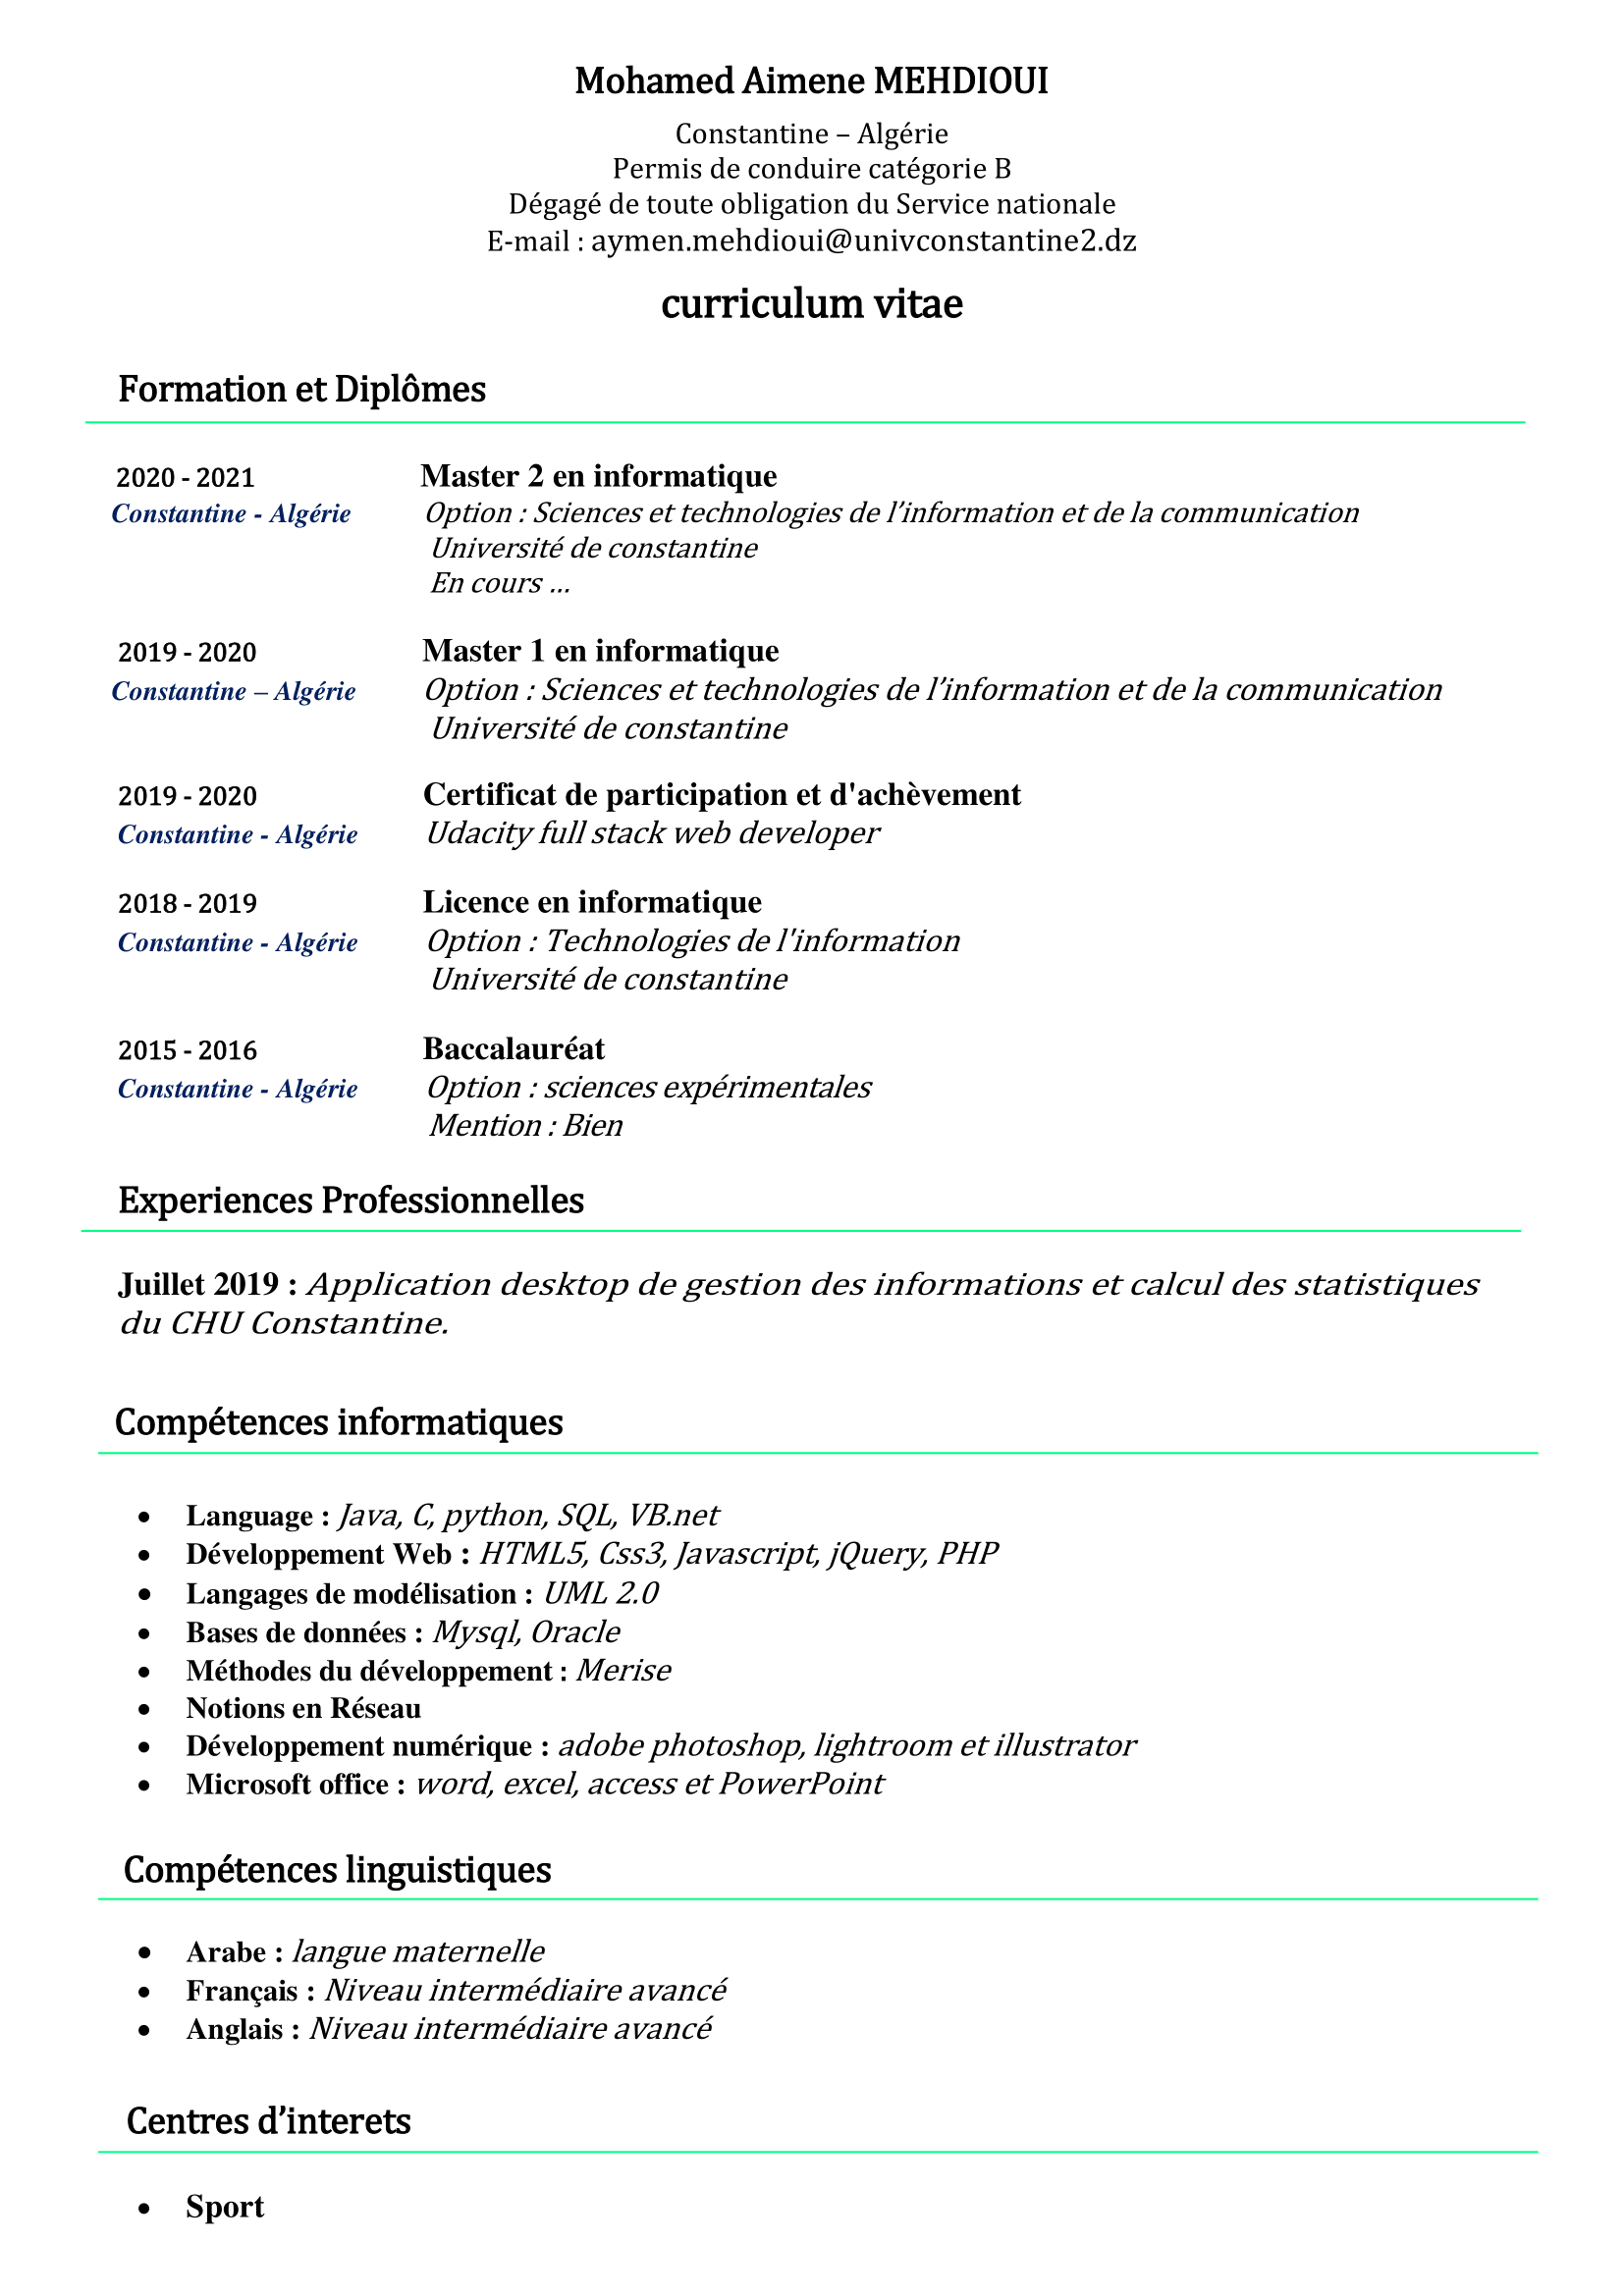 Mohamed Aimene MEHDIOUI
Constantine – Algérie
Permis de conduire catégorie B
Dégagé de toute obligation du Service nationale
E-mail : aymen.mehdioui@univconstantine2.dz
curriculum vitae
Formation et Diplômes
2020 - 2021 Master 2 en informatique
Constantine - Algérie Option : Sciences et technologies de l’information et de la communication
Université de constantine
En cours ...
2019 - 2020 Master 1 en informatique
Constantine – Algérie Option : Sciences et technologies de l’information et de la communication
Université de constantine
2019 - 2020 Certificat de participation et d'achèvement
Constantine - Algérie Udacity full stack web developer
2018 - 2019 Licence en informatique
Constantine - Algérie Option : Technologies de l'information
Université de constantine
2015 - 2016 Baccalauréat
Constantine - Algérie Option : sciences expérimentales
Mention : Bien
Experiences Professionnelles
Juillet 2019 : Application desktop de gestion des informations et calcul des statistiques
du CHU Constantine.
Compétences informatiques
• Language : Java, C, python, SQL, VB.net
• Développement Web : HTML5, Css3, Javascript, jQuery, PHP
• Langages de modélisation : UML 2.0
• Bases de données : Mysql, Oracle
• Méthodes du développement : Merise
• Notions en Réseau
• Développement numérique : adobe photoshop, lightroom et illustrator
• Microsoft office : word, excel, access et PowerPoint
Compétences linguistiques
• Arabe : langue maternelle
• Français : Niveau intermédiaire avancé
• Anglais : Niveau intermédiaire avancé
Centres d’interets
• Sport